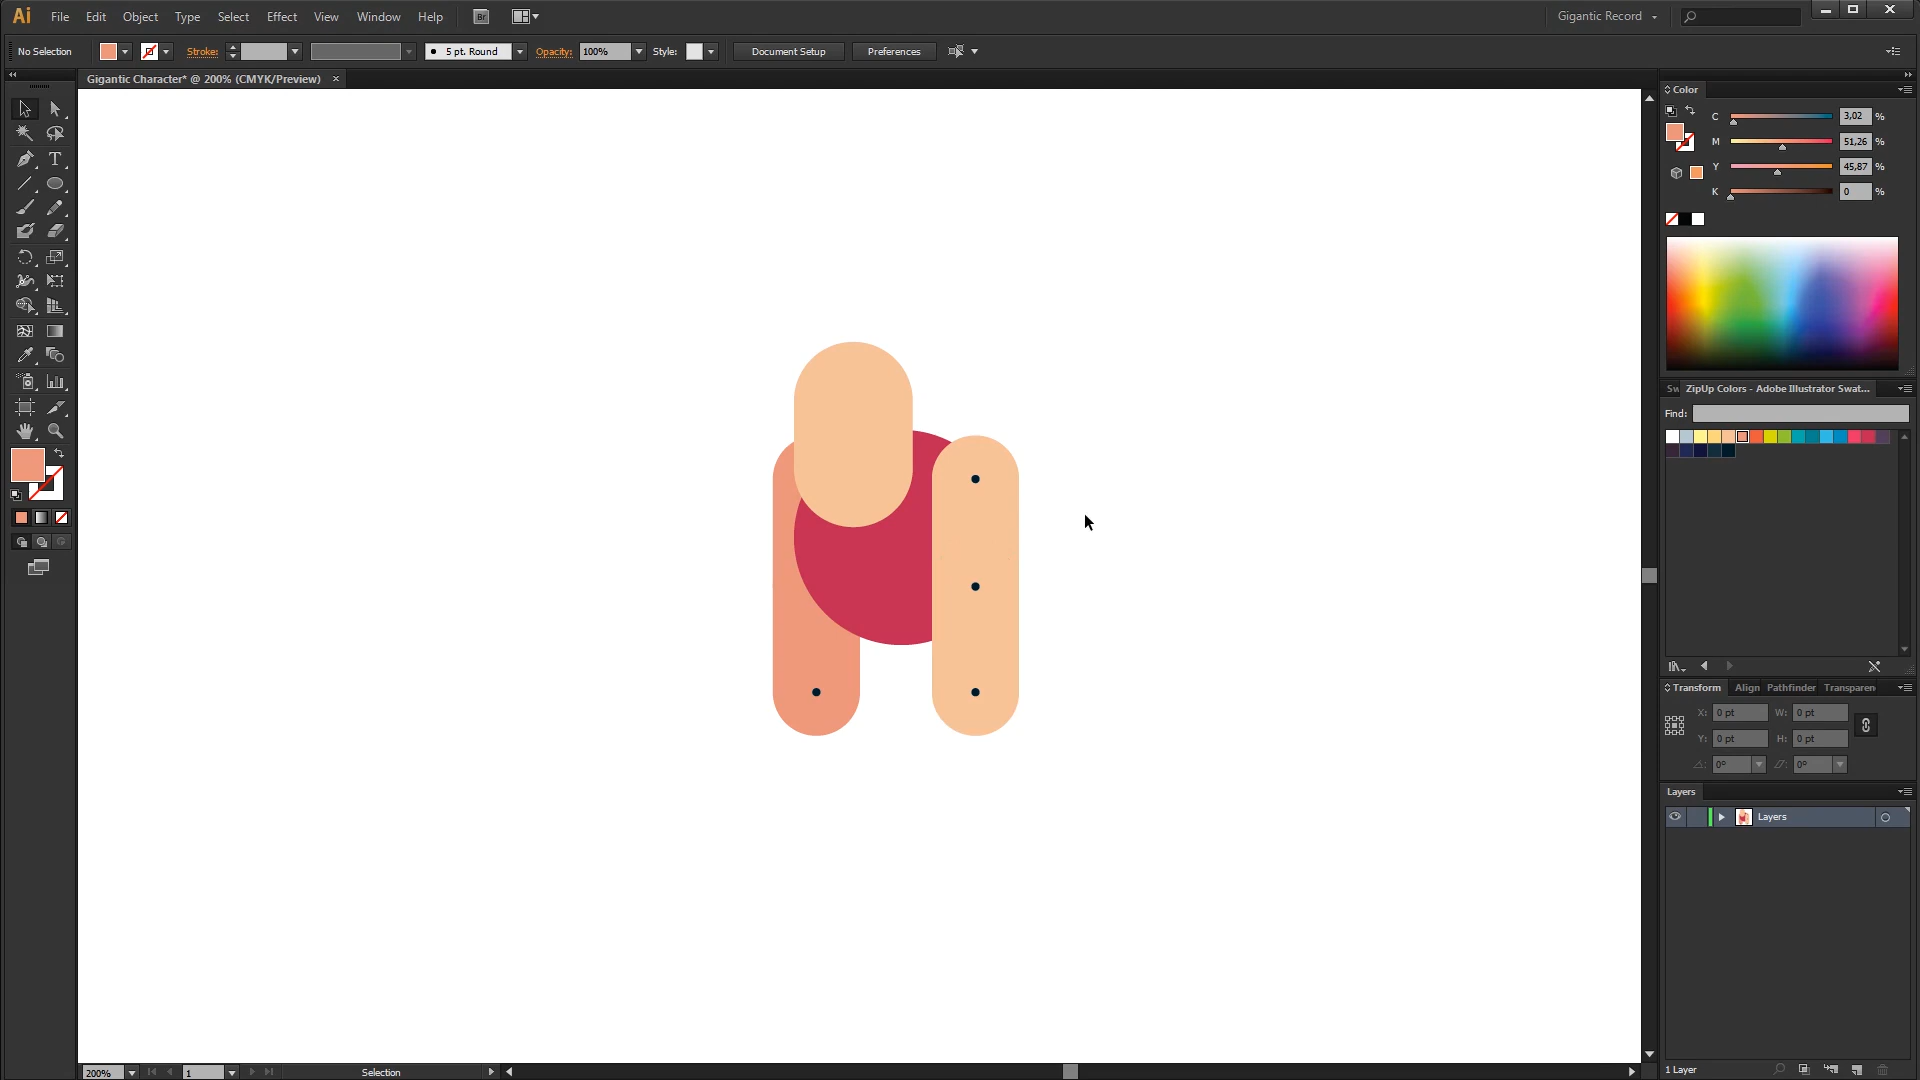 Ai File Edit Object Type Select Effect View Window Help Br Gigantic Record
No Selection Stroke: 5 pt. Round Opacity: 100% Style: Document Setup Preferences
Gigantic Character* @ 200% (CMYK/Preview)
Color
C 3,02 %
M 51,26 %
Y 45,87 %
K 0 %
Sw ZipUp Colors - Adobe Illustrator Swat...
Find:
Transform Align Pathfinder Transparen
X: 0 pt W: 0 pt
Y: 0 pt H: 0 pt
0° 0°
Layers
Layers
1 Layer
200% 1 Selection